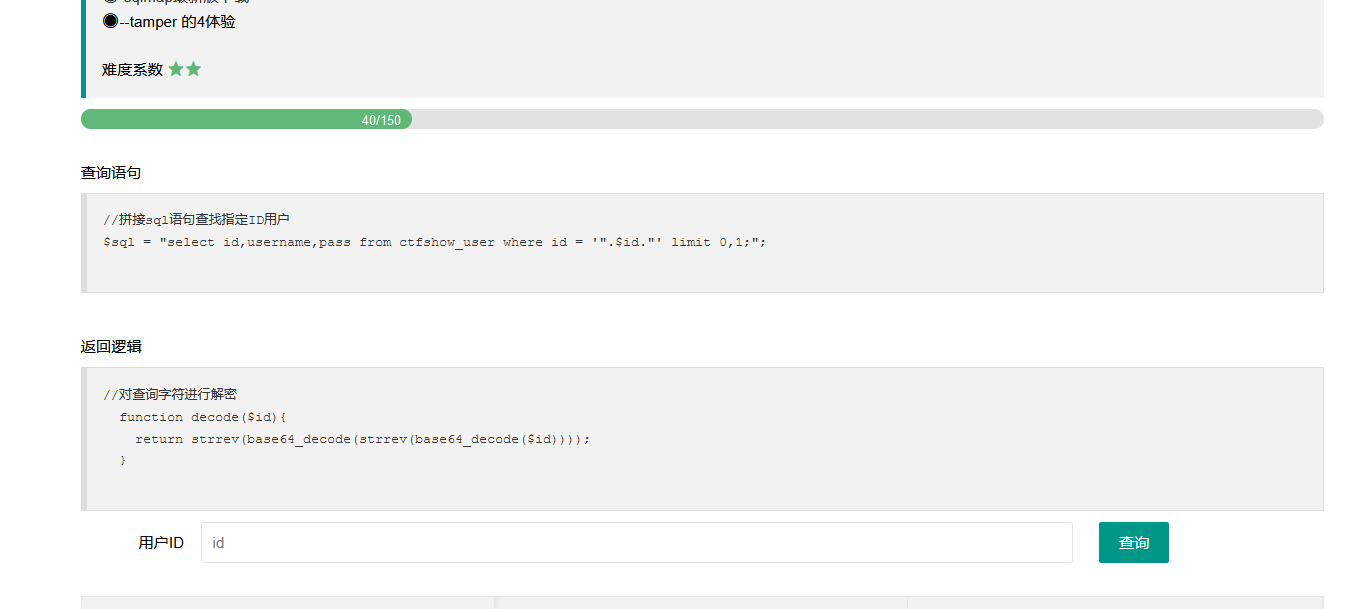 --tamper 的4体验
难度系数
40/150
查询语句
//拼接sql语句查找指定ID用户
$sql = "select id,username,pass from ctfshow_user where id = '".$id."' limit 0,1;";
返回逻辑
//对查询字符进行解密
function decode($id){
return strrev(base64_decode(strrev(base64_decode($id))));
}
用户ID
id
查询